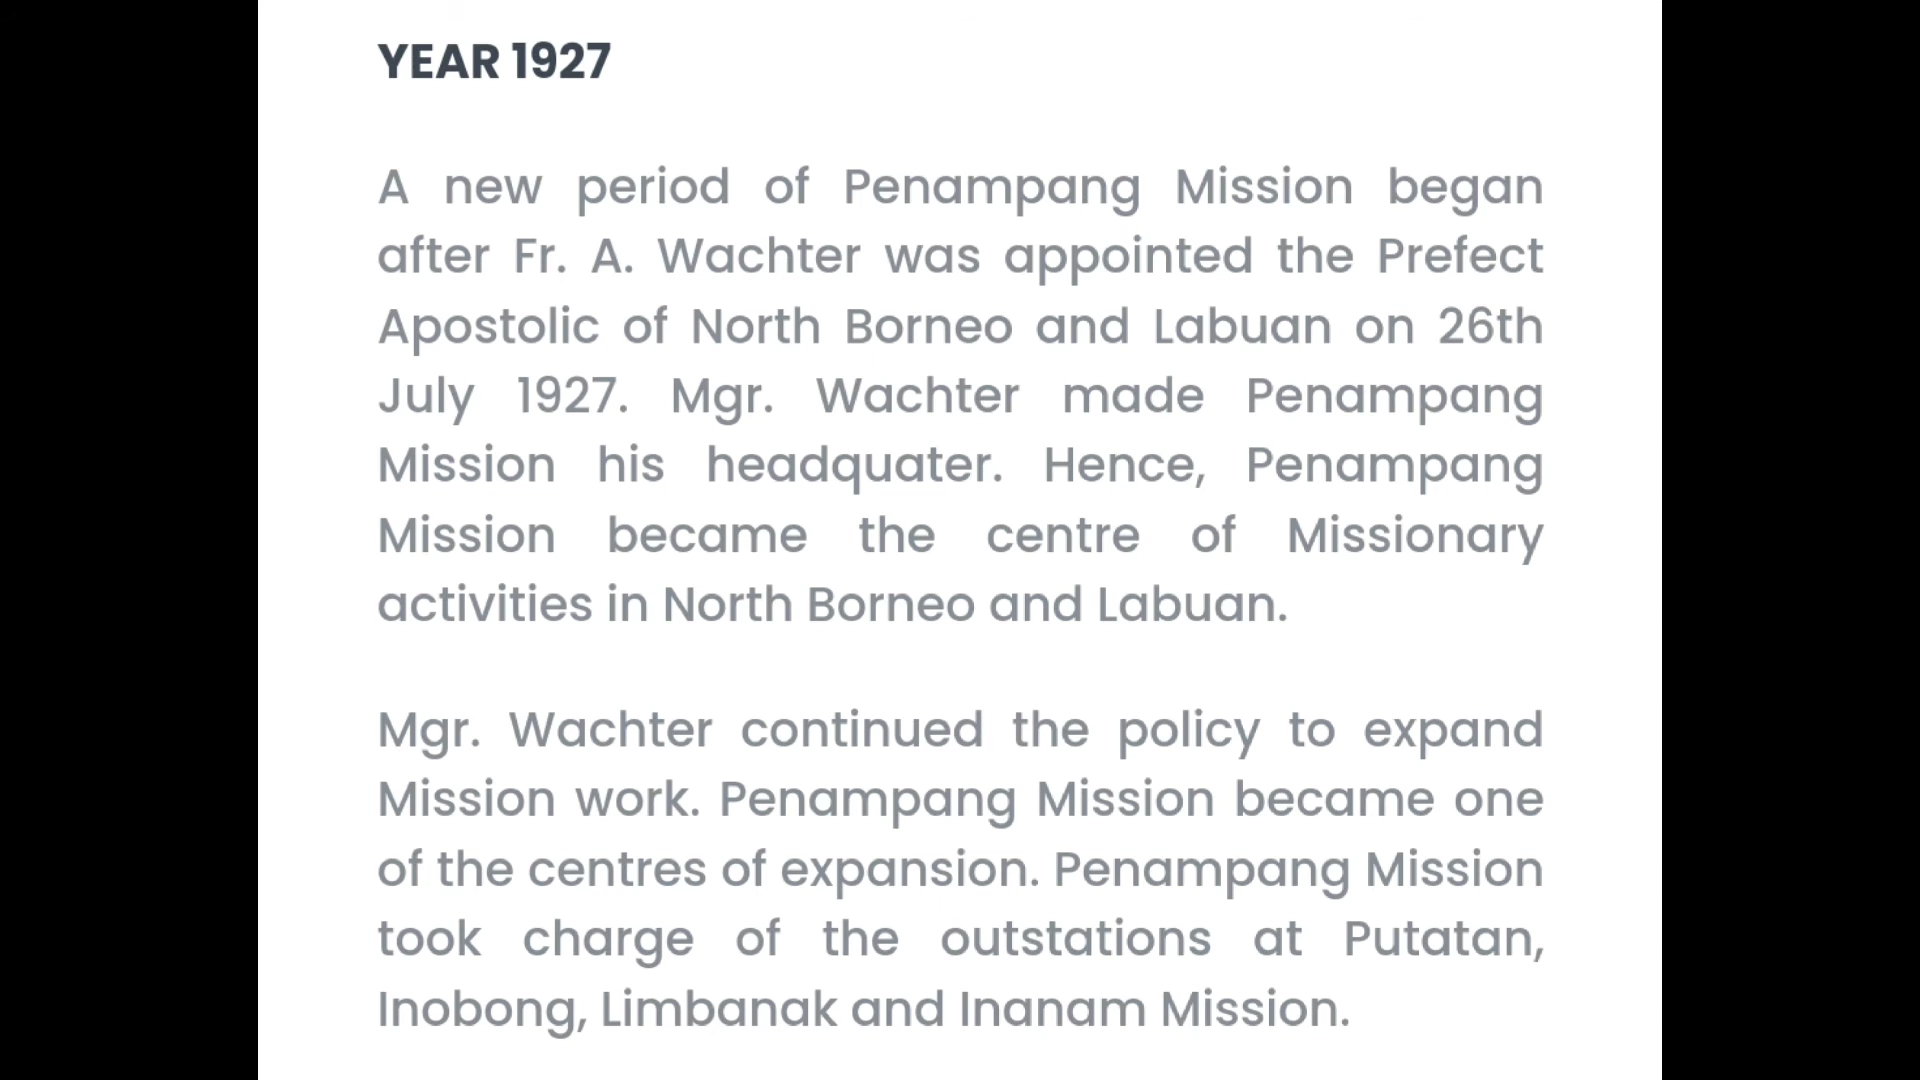 YEAR 1927
A new period of Penampang Mission began
after Fr. A. Wachter was appointed the Prefect
Apostolic of North Borneo and Labuan on 26th
July 1927. Mgr. Wachter made Penampang
Mission his headquater. Hence, Penampang
Mission became the centre of Missionary
activities in North Borneo and Labuan.
Mgr. Wachter continued the policy to expand
Mission work. Penampang Mission became one
of the centres of expansion. Penampang Mission
took charge of the outstations at Putatan,
Inobong, Limbanak and Inanam Mission.